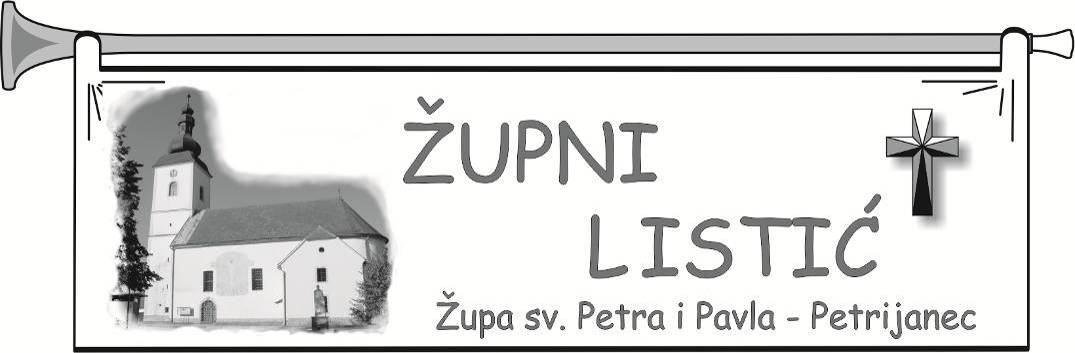 ŽUPNI
LISTIĆ
Župa sv. Petra i Pavla - Petrijanec